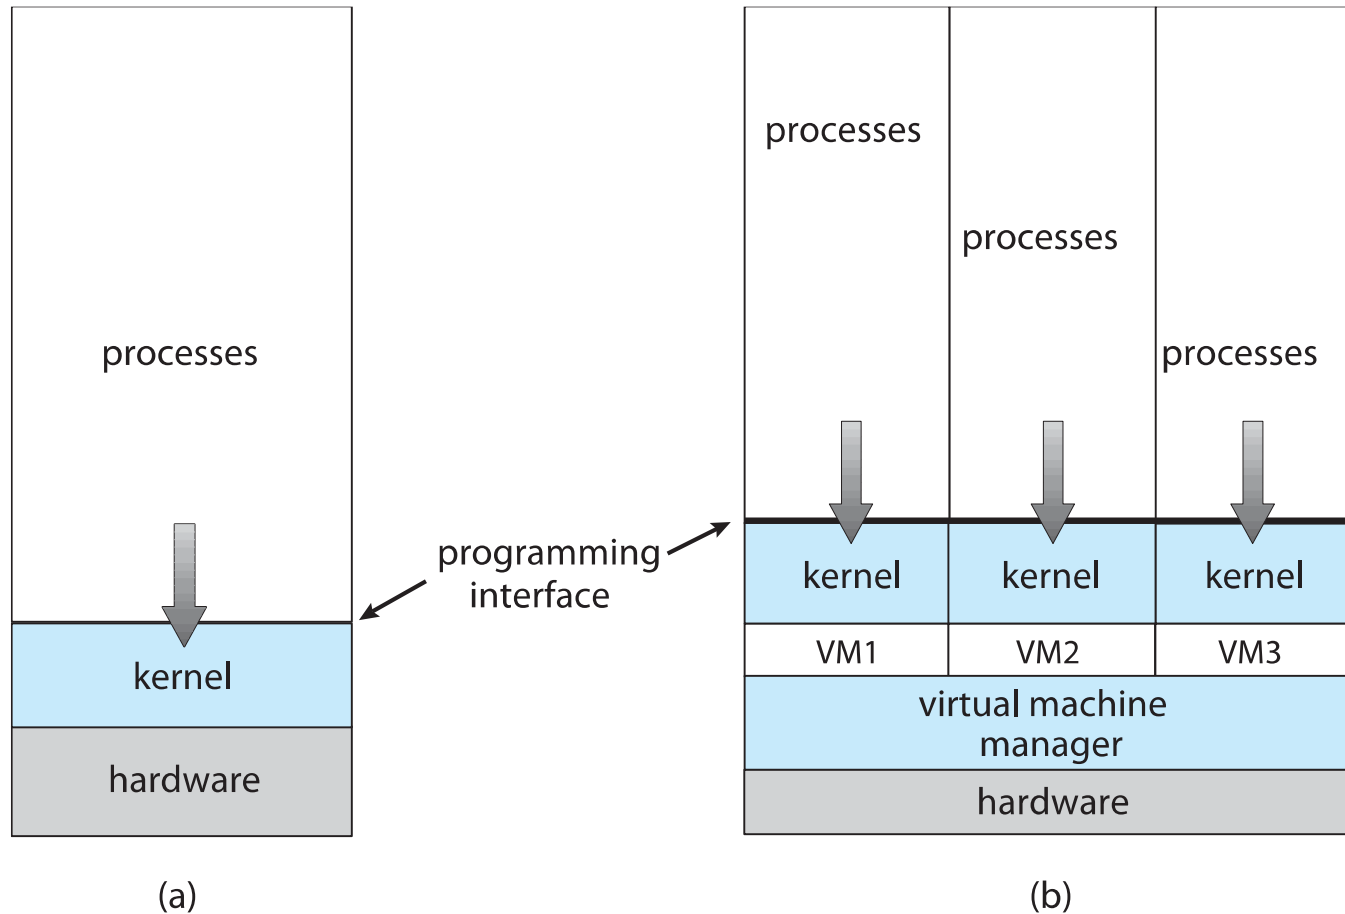 processes
kernel
hardware
(a)
programming
interface
processes
processes
processes
kernel
kernel
kernel
VM1
VM2
VM3
virtual machine
manager
hardware
(b)